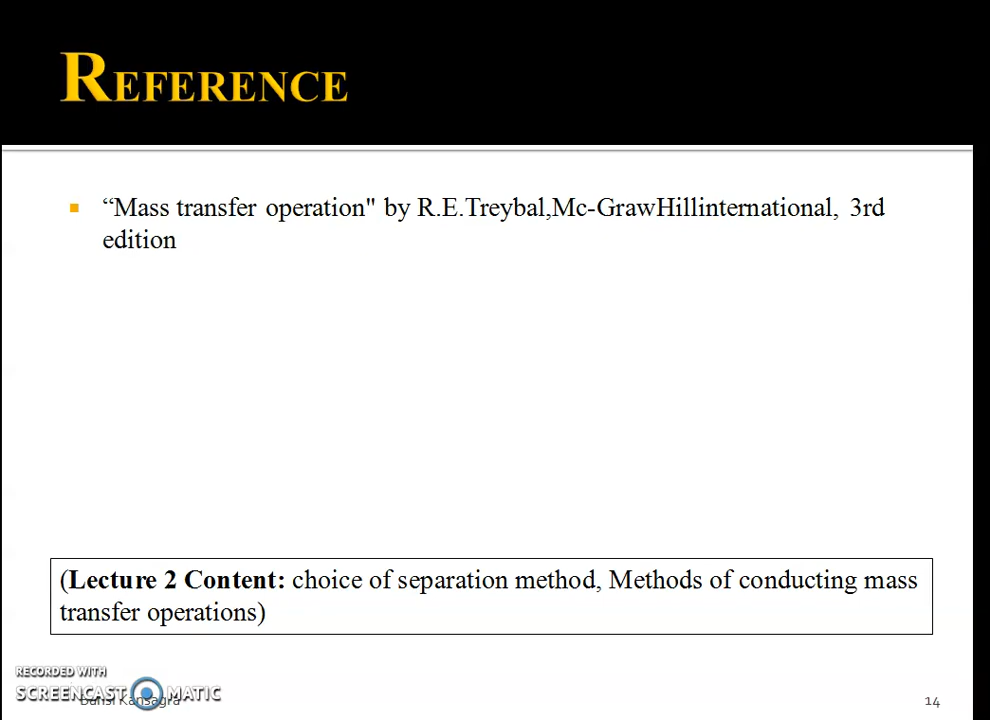 REFERENCE
“Mass transfer operation" by R.E.Treybal,Mc-GrawHillinternational, 3rd
edition
(Lecture 2 Content: choice of separation method, Methods of conducting mass
transfer operations)
RECORDED WITH
SCREENCAST MATIC
Kansagra
14